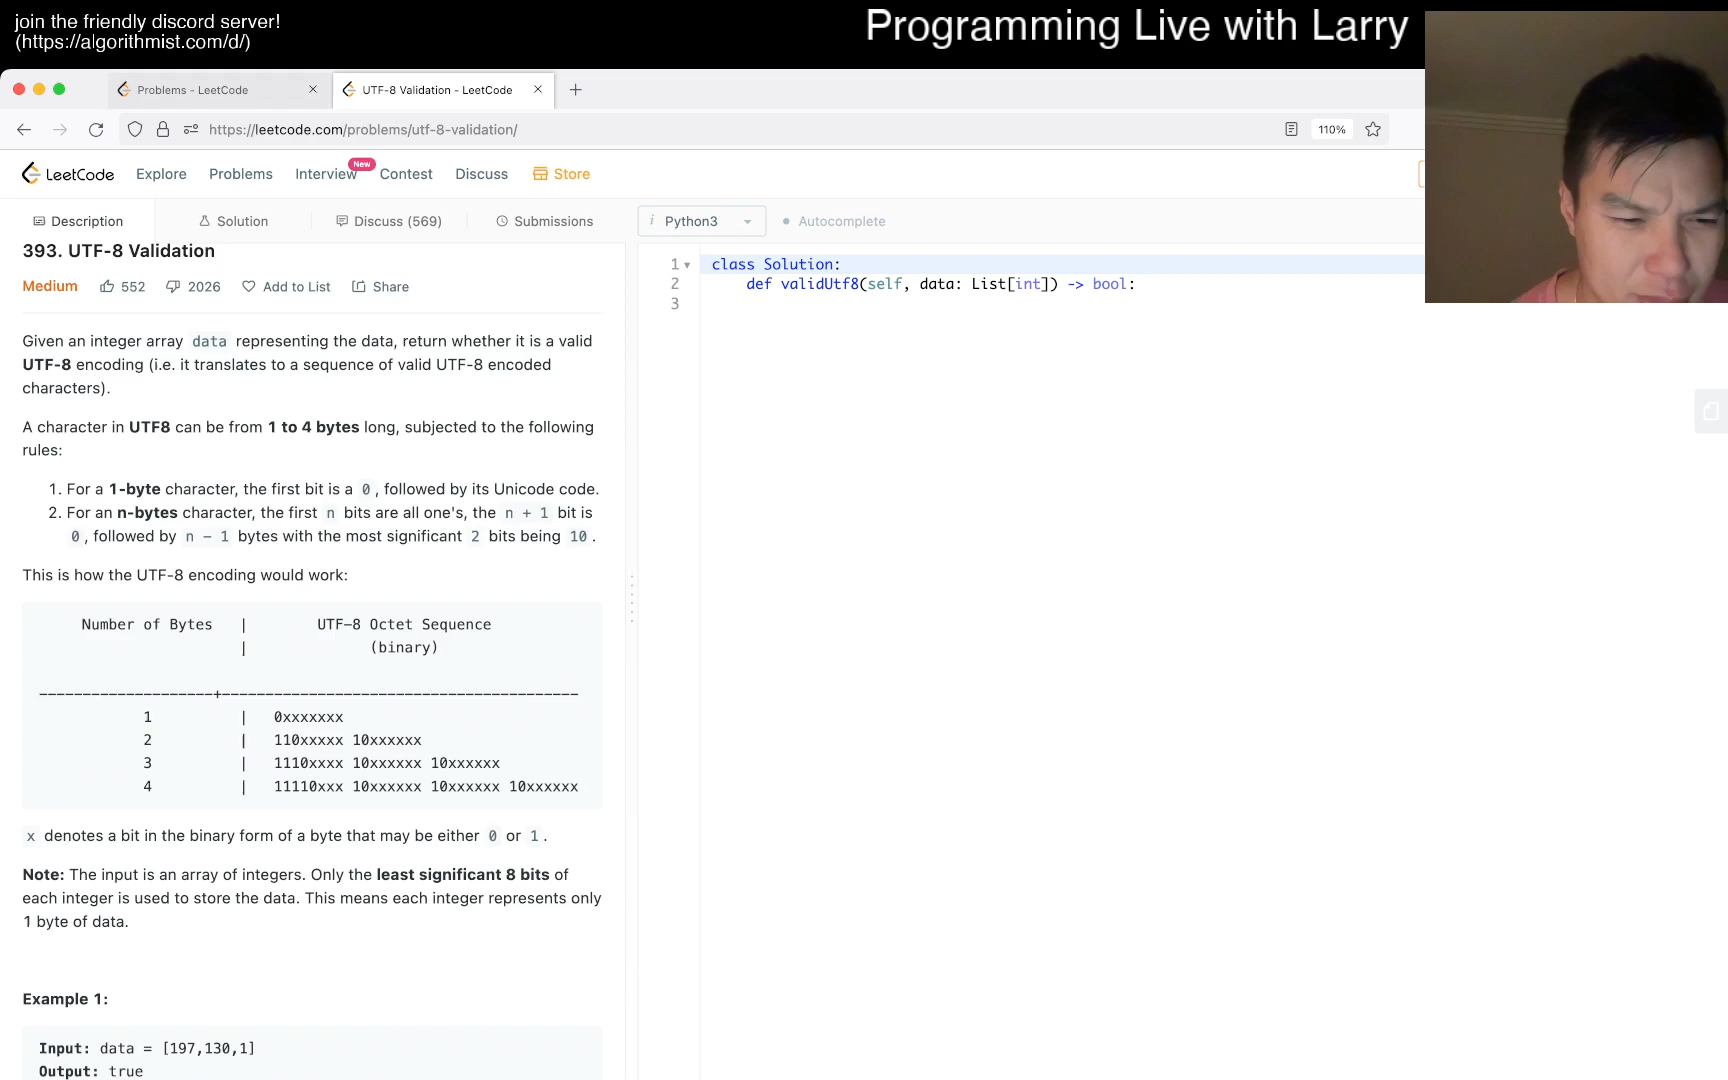 join the friendly discord server!
(https://algorithmist.com/d/)
Programming Live with Larry
Problems - LeetCode
UTF-8 Validation - LeetCode
https://leetcode.com/problems/utf-8-validation/
110%
LeetCode
Explore
Problems
Interview
New
Contest
Discuss
Store
Description
Solution
Discuss (569)
Submissions
i Python3
Autocomplete
393. UTF-8 Validation
Medium
552
2026
Add to List
Share
Given an integer array data representing the data, return whether it is a valid
UTF-8 encoding (i.e. it translates to a sequence of valid UTF-8 encoded
characters).
A character in UTF8 can be from 1 to 4 bytes long, subjected to the following
rules:
1. For a 1-byte character, the first bit is a 0, followed by its Unicode code.
2. For an n-bytes character, the first n bits are all one's, the n + 1 bit is
0, followed by n − 1 bytes with the most significant 2 bits being 10.
This is how the UTF-8 encoding would work:
Number of Bytes | UTF-8 Octet Sequence
| (binary)
--------------------+-----------------------------------------
1 | 0xxxxxxx
2 | 110xxxxx 10xxxxxx
3 | 1110xxxx 10xxxxxx 10xxxxxx
4 | 11110xxx 10xxxxxx 10xxxxxx 10xxxxxx
x denotes a bit in the binary form of a byte that may be either 0 or 1.
Note: The input is an array of integers. Only the least significant 8 bits of
each integer is used to store the data. This means each integer represents only
1 byte of data.
Example 1:
Input: data = [197,130,1]
Output: true
1 class Solution:
2 def validUtf8(self, data: List[int]) -> bool:
3